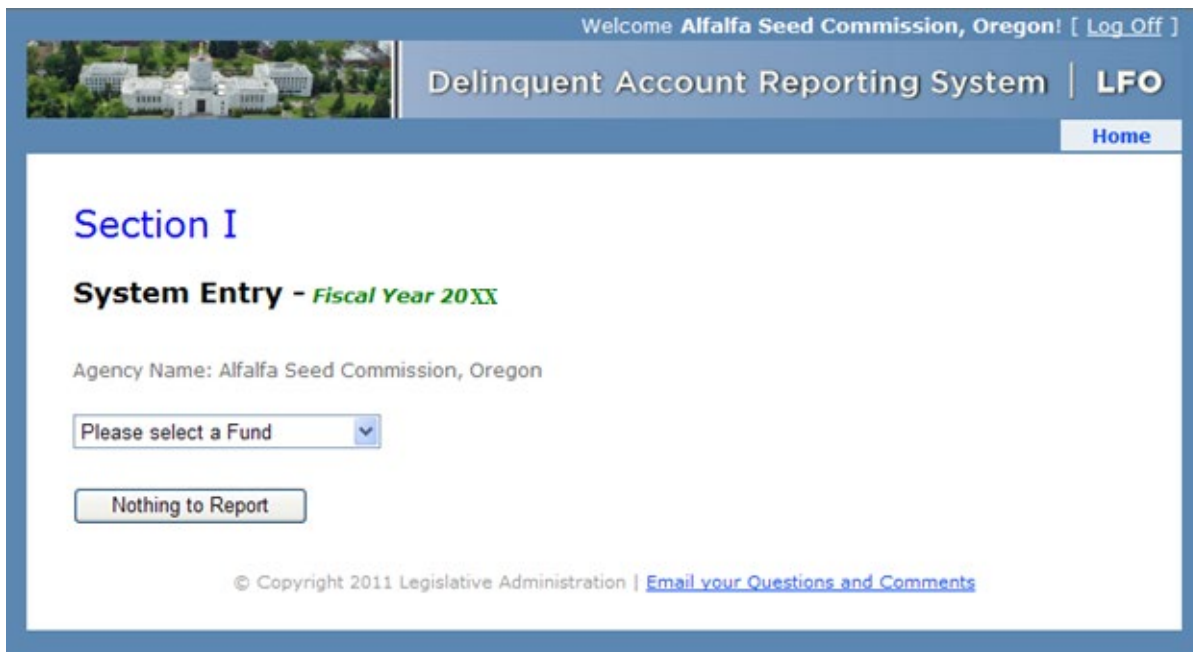 Welcome Alfalfa Seed Commission, Oregon! [ Log Off ]
Delinquent Account Reporting System | LFO
Home
Section I
System Entry - Fiscal Year 20XX
Agency Name: Alfalfa Seed Commission, Oregon
Please select a Fund
Nothing to Report
© Copyright 2011 Legislative Administration | Email your Questions and Comments